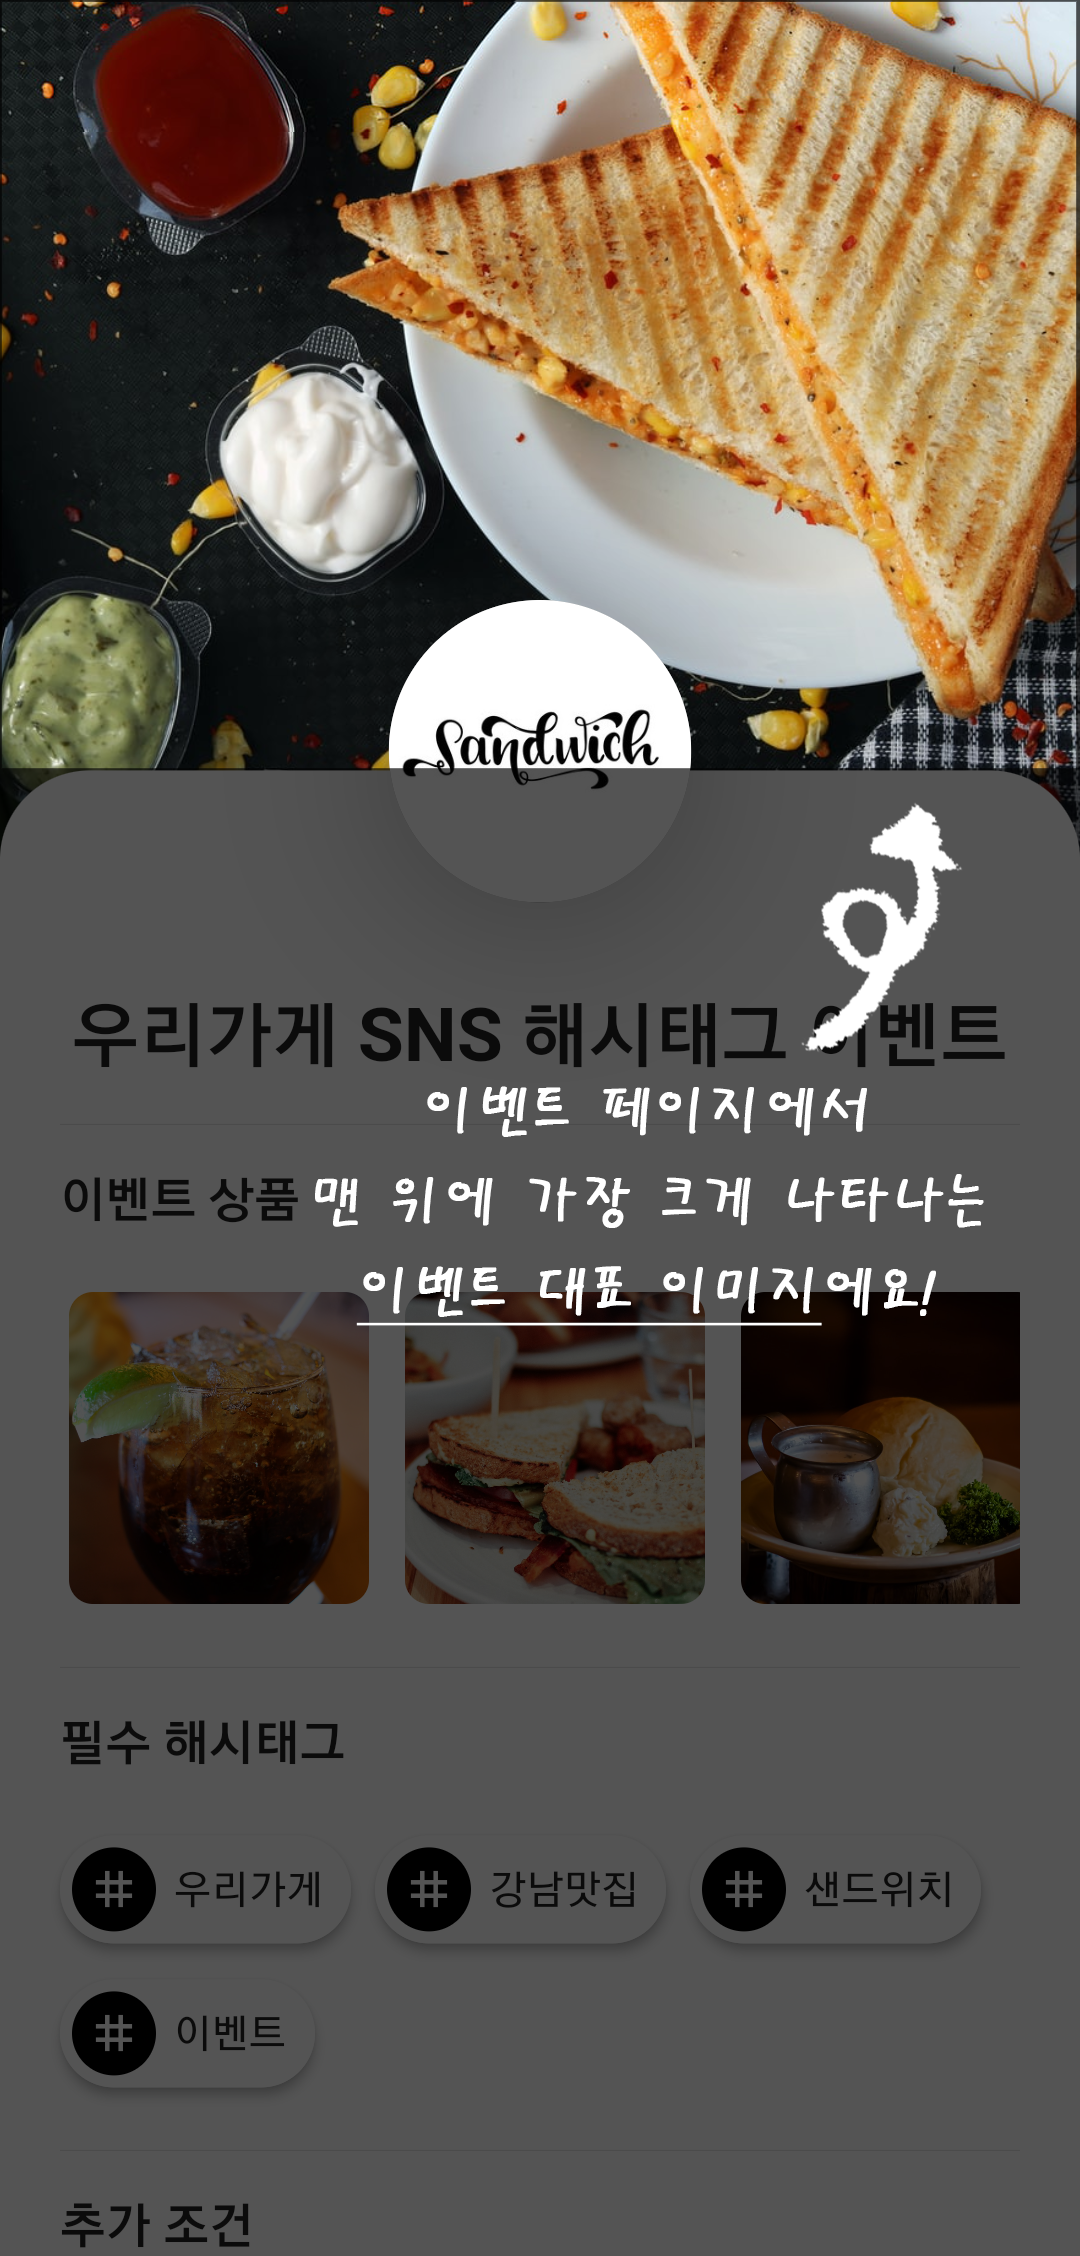 Sandwich
우리가게 SNS 해시태그 이벤트
이벤트 페이지에서
이벤트 상품
맨 위에 가장 크게 나타나는
이벤트 대표 이미지에요!
필수 해시태그
# 우리가게
# 강남맛집
# 샌드위치
# 이벤트
추가 조건